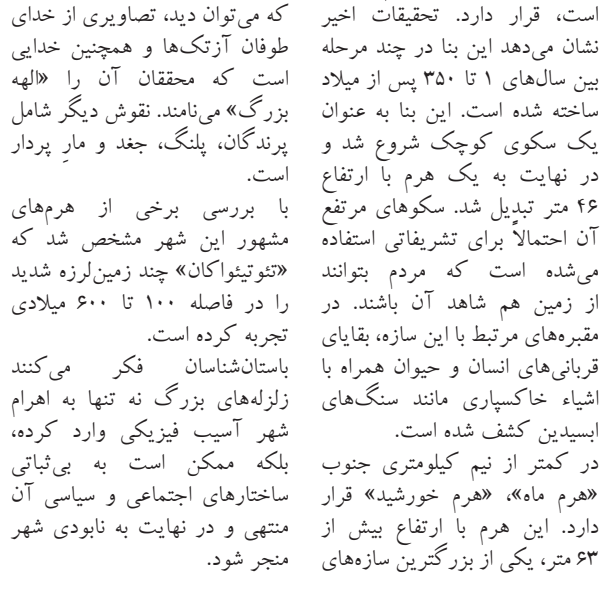 است، قرار دارد. تحقیقات اخیر
نشان می‌دهد این بنا در چند مرحله
بین سال‌های ۱ تا ۳۵۰ پس از میلاد
ساخته شده است. این بنا به عنوان
یک سکوی کوچک شروع شد و
در نهایت به یک هرم با ارتفاع
۴۶ متر تبدیل شد. سکوهای مرتفع
آن احتمالاً برای تشریفاتی استفاده
می‌شده است که مردم بتوانند
از زمین هم شاهد آن باشند. در
مقبره‌های مرتبط با این سازه، بقایای
قربانی‌های انسان و حیوان همراه با
اشیاء خاکسپاری مانند سنگ‌های
ابسیدین کشف شده است.
در کمتر از نیم کیلومتری جنوب
«هرم ماه»، «هرم خورشید» قرار
دارد. این هرم با ارتفاع بیش از
۶۳ متر، یکی از بزرگترین سازه‌های
که می‌توان دید، تصاویری از خدای
طوفان آزتک‌ها و همچنین خدایی
است که محققان آن را «الهه
بزرگ» می‌نامند. نقوش دیگر شامل
پرندگان، پلنگ، جغد و مارِ پردار
است.
با بررسی برخی از هرم‌های
مشهور این شهر مشخص شد که
«تئوتیئواکان» چند زمین‌لرزه شدید
را در فاصله ۱۰۰ تا ۶۰۰ میلادی
تجربه کرده است.
باستان‌شناسان فکر می‌کنند
زلزله‌های بزرگ نه تنها به اهرام
شهر آسیب فیزیکی وارد کرده،
بلکه ممکن است به بی‌ثباتی
ساختارهای اجتماعی و سیاسی آن
منتهی و در نهایت به نابودی شهر
منجر شود.